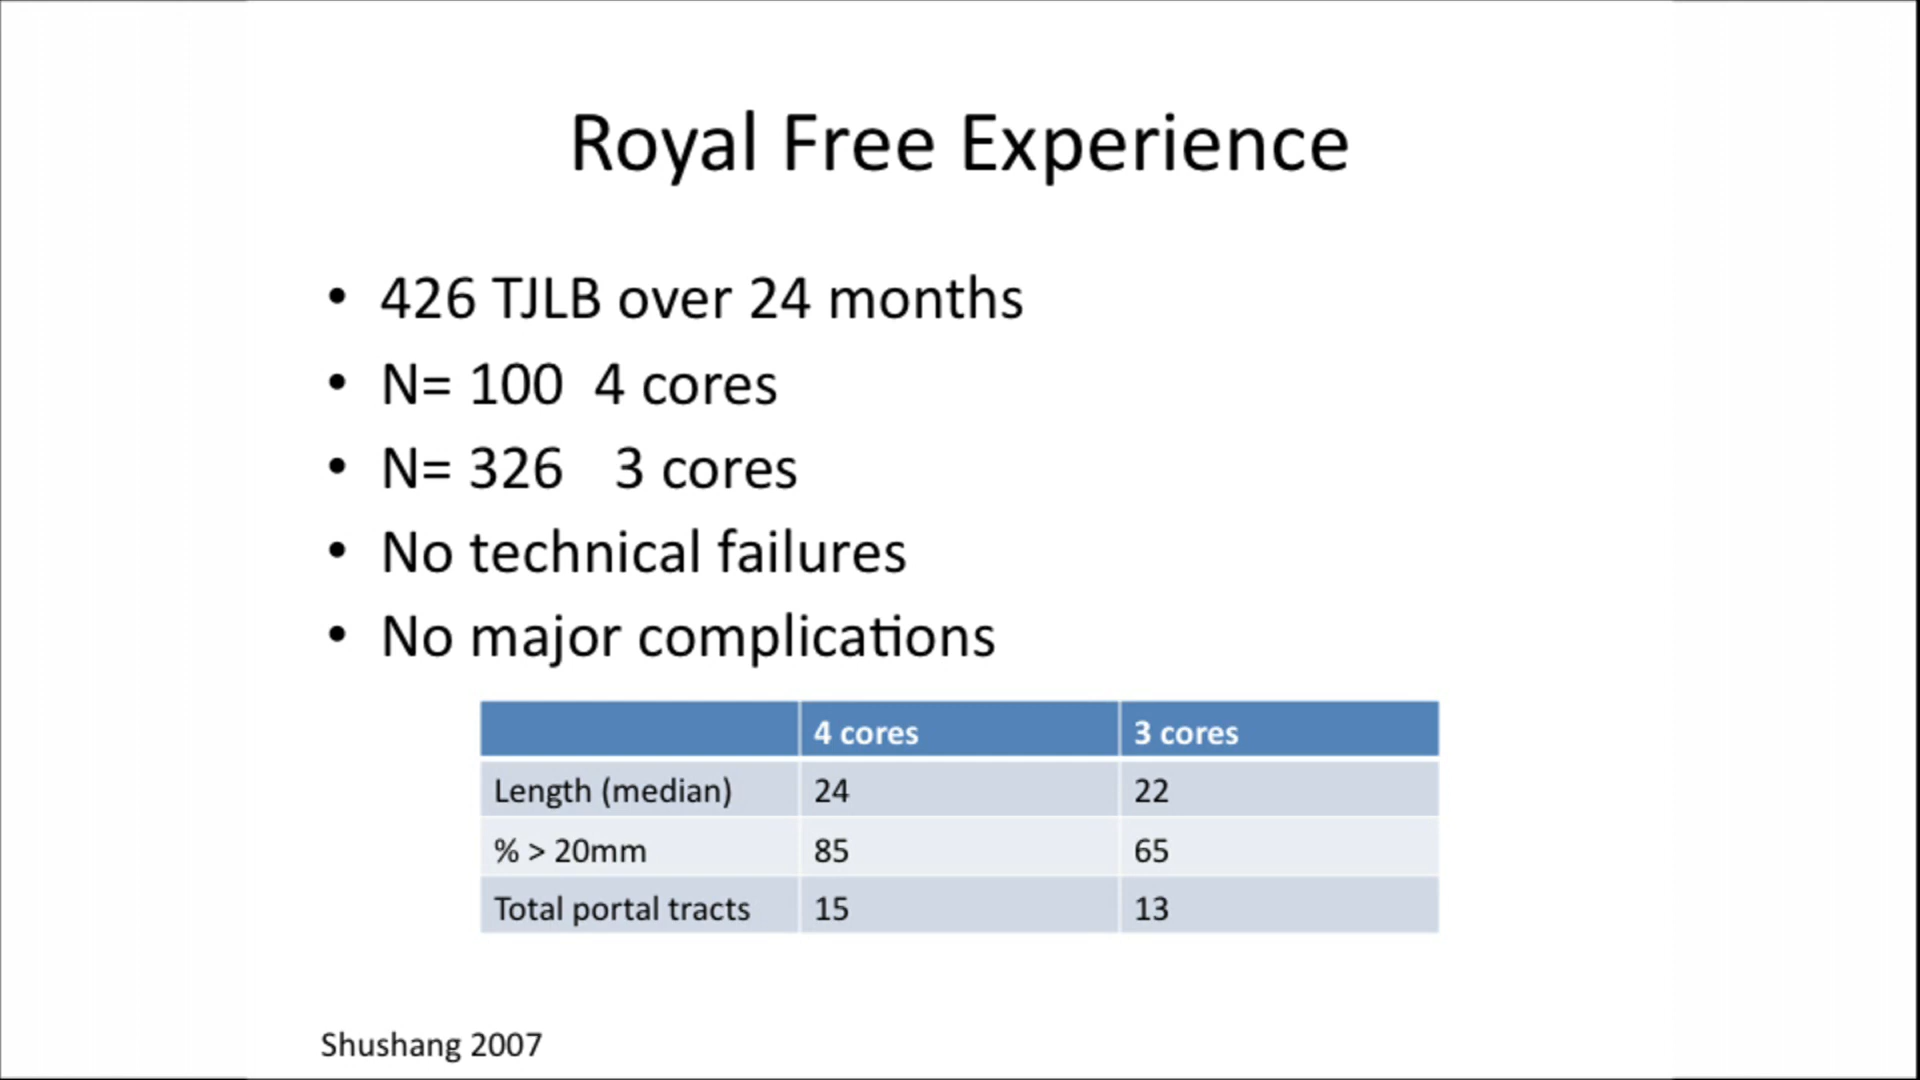 Royal Free Experience
• 426 TJLB over 24 months
• N= 100 4 cores
• N= 326 3 cores
• No technical failures
• No major complications
4 cores 3 cores
Length (median) 24 22
% > 20mm 85 65
Total portal tracts 15 13
Shushang 2007